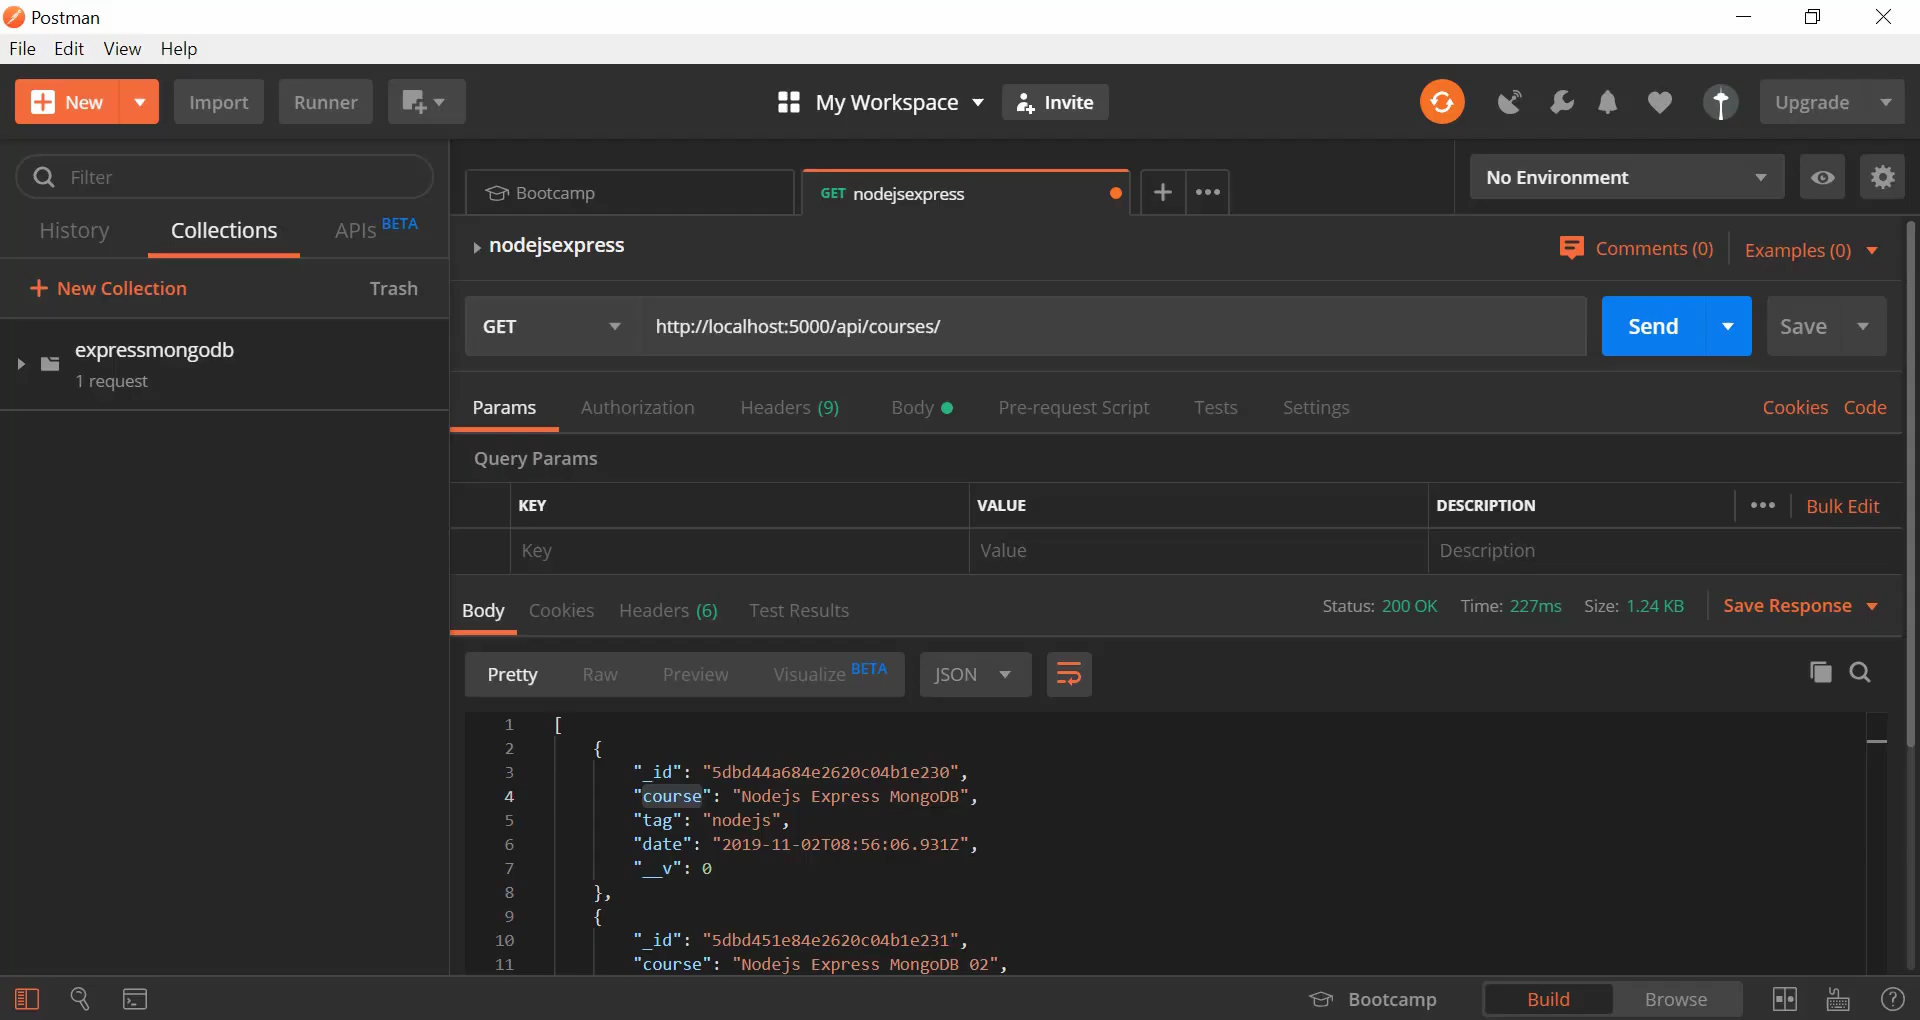 Postman
File Edit View Help
New Import Runner My Workspace Invite Upgrade
Filter
History Collections APIs BETA
New Collection Trash
expressmongodb
1 request
Bootcamp GET nodejsexpress No Environment
nodejsexpress Comments (0) Examples (0)
GET http://localhost:5000/api/courses/ Send Save
Params Authorization Headers (9) Body Pre-request Script Tests Settings Cookies Code
Query Params
KEY VALUE DESCRIPTION Bulk Edit
Key Value Description
Body Cookies Headers (6) Test Results Status: 200 OK Time: 227ms Size: 1.24 KB Save Response
Pretty Raw Preview Visualize BETA JSON
1 [
2 {
3 "_id": "5dbd44a684e2620c04b1e230",
4 "course": "Nodejs Express MongoDB",
5 "tag": "nodejs",
6 "date": "2019-11-02T08:56:06.931Z",
7 "__v": 0
8 },
9 {
10 "_id": "5dbd451e84e2620c04b1e231",
11 "course": "Nodejs Express MongoDB 02",
Bootcamp Build Browse